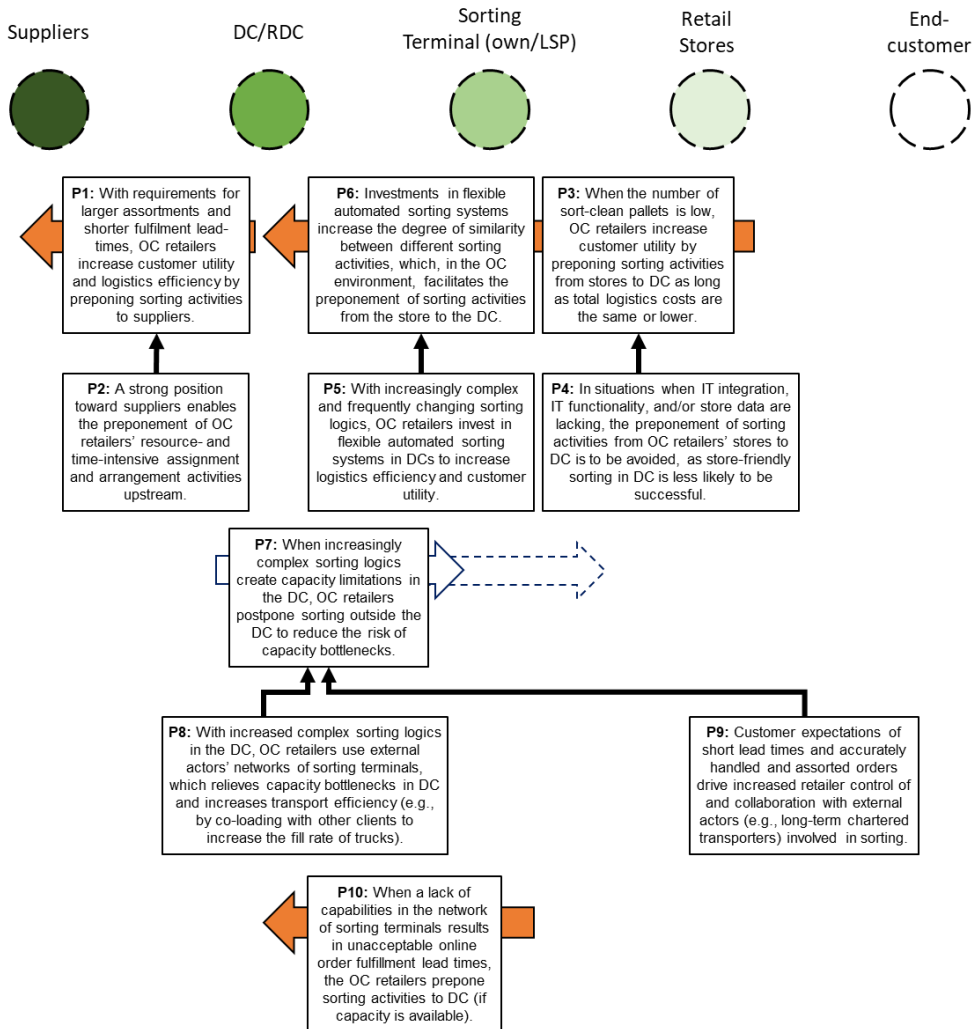 Suppliers
DC/RDC
Sorting
Terminal (own/LSP)
Retail
Stores
End-
customer
P1: With requirements for
larger assortments and
shorter fulfilment lead-
times, OC retailers
increase customer utility
and logistics efficiency by
preponing sorting activities
to suppliers.
P6: Investments in flexible
automated sorting systems
increase the degree of similarity
between different sorting
activities, which, in the OC
environment, facilitates the
preponement of sorting activities
from the store to the DC.
P3: When the number of
sort-clean pallets is low,
OC retailers increase
customer utility by
preponing sorting activities
from stores to DC as long
as total logistics costs are
the same or lower.
P2: A strong position
toward suppliers enables
the preponement of OC
retailers' resource- and
time-intensive assignment
and arrangement activities
upstream.
P5: With increasingly complex
and frequently changing sorting
logics, OC retailers invest in
flexible automated sorting
systems in DCs to increase
logistics efficiency and customer
utility.
P4: In situations when IT integration,
IT functionality, and/or store data are
lacking, the preponement of sorting
activities from OC retailers' stores to
DC is to be avoided, as store-friendly
sorting in DC is less likely to be
successful.
P7: When increasingly
complex sorting logics
create capacity limitations in
the DC, OC retailers
postpone sorting outside the
DC to reduce the risk of
capacity bottlenecks.
P8: With increased complex sorting logics
in the DC, OC retailers use external
actors' networks of sorting terminals,
which relieves capacity bottlenecks in DC
and increases transport efficiency (e.g.,
by co-loading with other clients to
increase the fill rate of trucks).
P9: Customer expectations of
short lead times and accurately
handled and assorted orders
drive increased retailer control
of and collaboration with external
actors (e.g., long-term chartered
transporters) involved in sorting.
P10: When a lack of
capabilities in the network
of sorting terminals results
in unacceptable online
order fulfillment lead times,
the OC retailers prepone
sorting activities to DC (if
capacity is available).